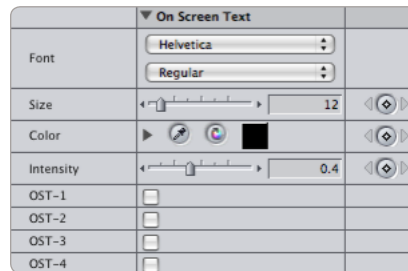 On Screen Text
Font
Helvetica
Regular
Size 12
Color
Intensity 0.4
OST-1
OST-2
OST-3
OST-4